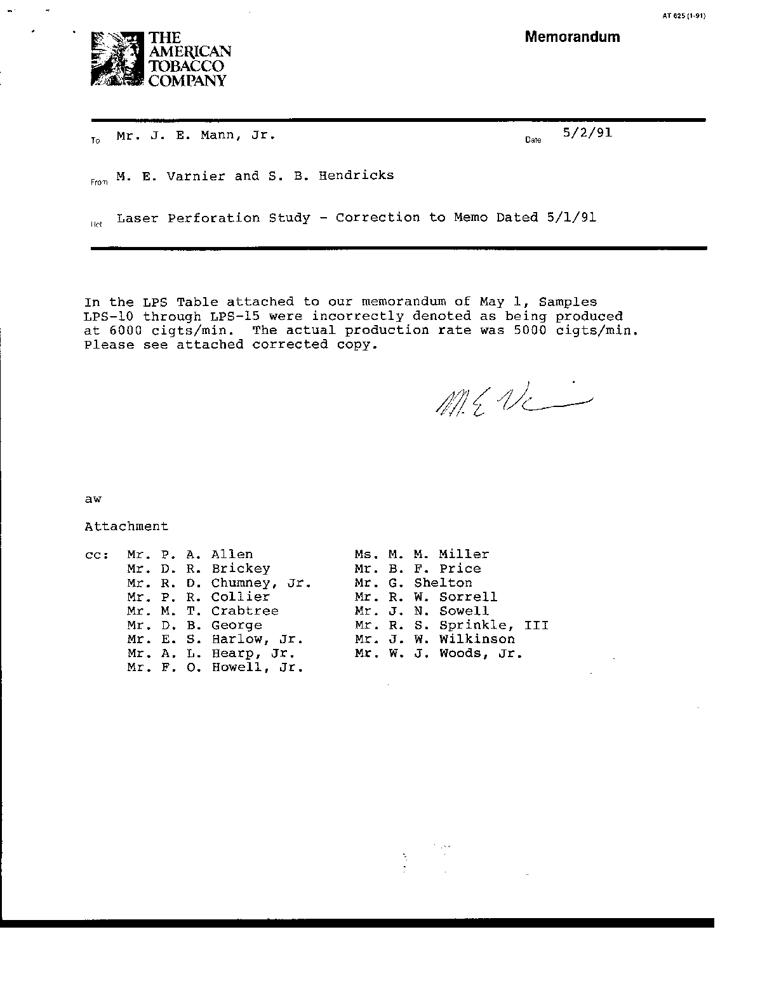 AT 625 (1-91)
THE
AMERICAN
TOBACCO
COMPANY
Memorandum
To Mr. J. E. Mann, Jr.
Date 5/2/91
From M. E. Varnier and S. B. Hendricks
Laser Perforation Study - Correction to Memo Dated 5/1/91
In the LPS Table attached to our memorandum of May 1, Samples
LPS-10 through LPS-15 were incorrectly denoted as being produced
at 6000 cigts/min. The actual production rate was 5000 cigts/min.
Please see attached corrected copy.
aw
Attachment
cc: Mr. P. A. Allen
Mr. D. R. Brickey
Mr. R. D. Chumney, Jr.
Mr. P. R. Collier
Mr. M. T. Crabtree
Mr. D. B. George
Mr. E. S. Harlow, Jr.
Mr. A. L. Hearp, Jr.
Mr. F. O. Howell, Jr.
Ms. M. M. Miller
Mr. B. F. Price
Mr. G. Shelton
Mr. R. W. Sorrell
Mr. J. N. Sowell
Mr. R. S. Sprinkle, III
Mr. J. W. Wilkinson
Mr. W. J. Woods, Jr.